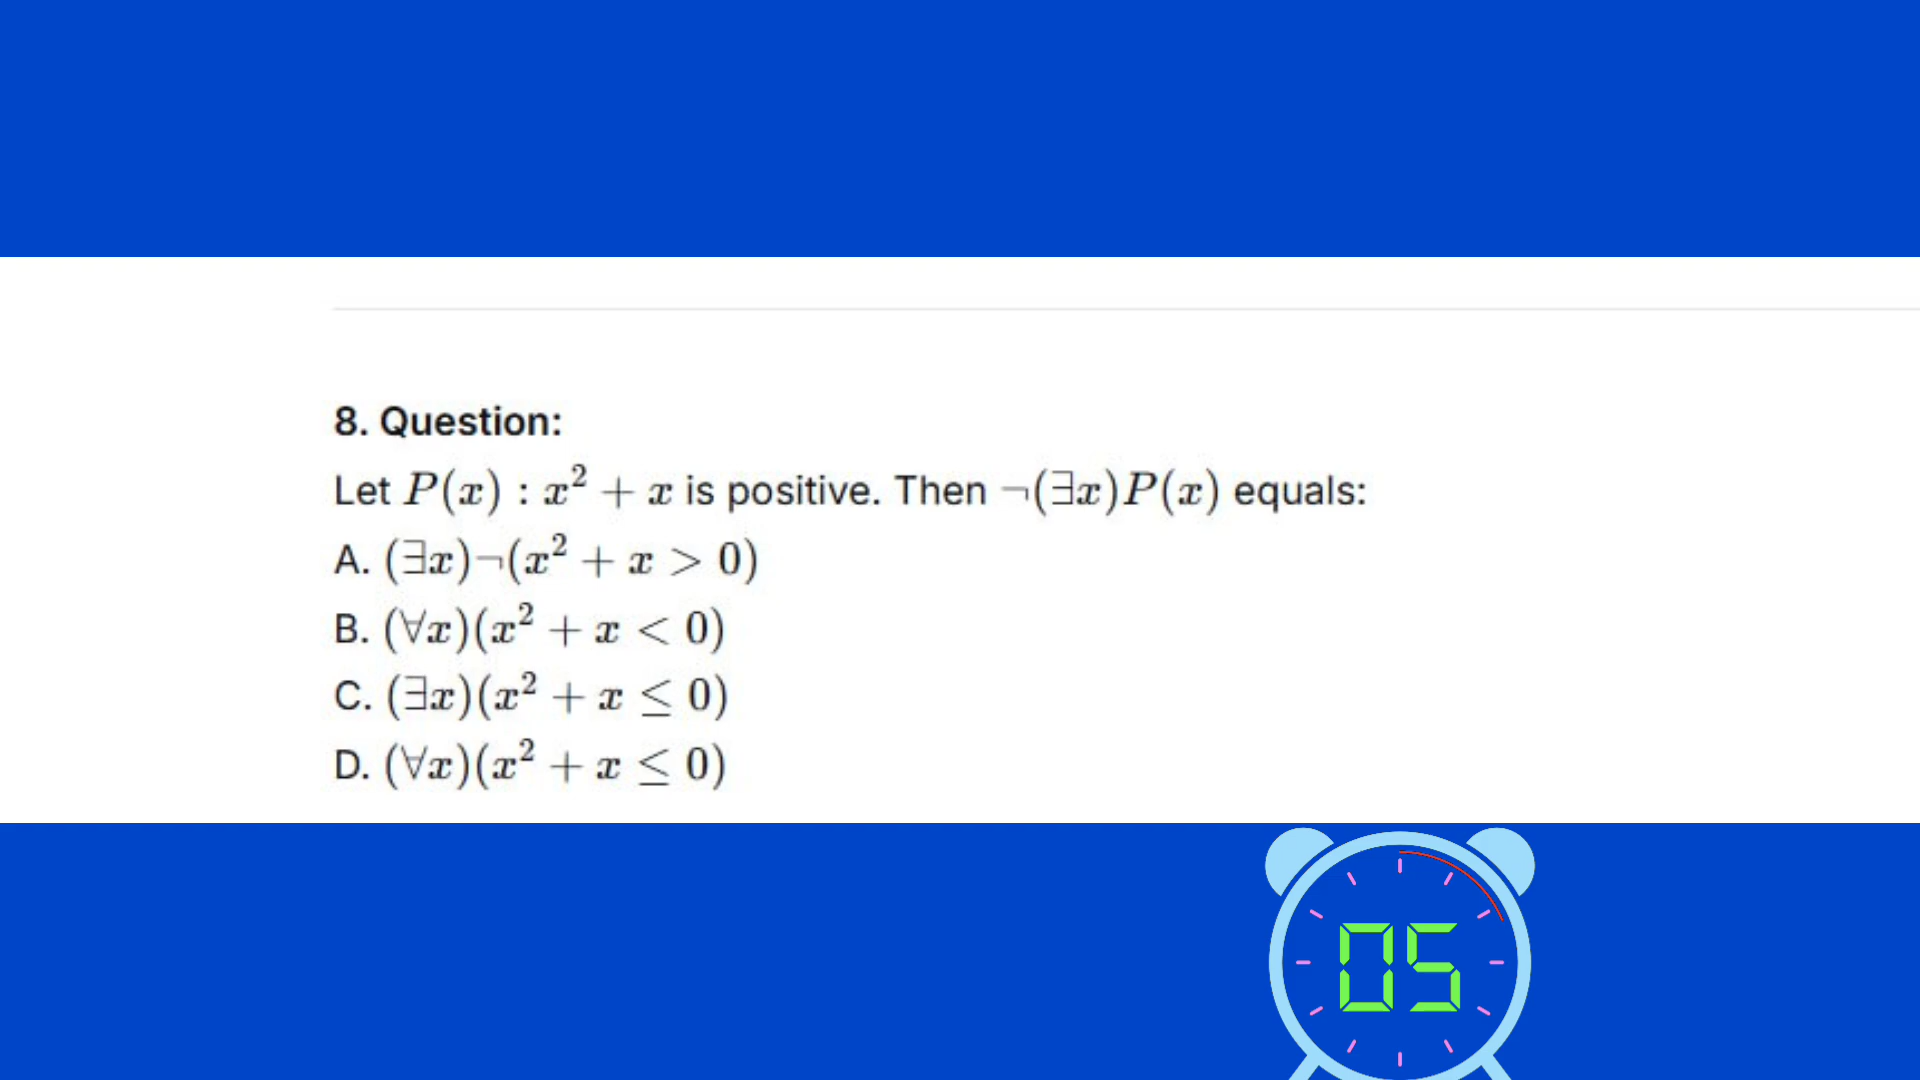 8. Question:
Let P(x) : x² + x is positive. Then ¬(∃x)P(x) equals:
A. (∃x)¬(x² + x > 0)
B. (∀x)(x² + x < 0)
C. (∃x)(x² + x ≤ 0)
D. (∀x)(x² + x ≤ 0)
05